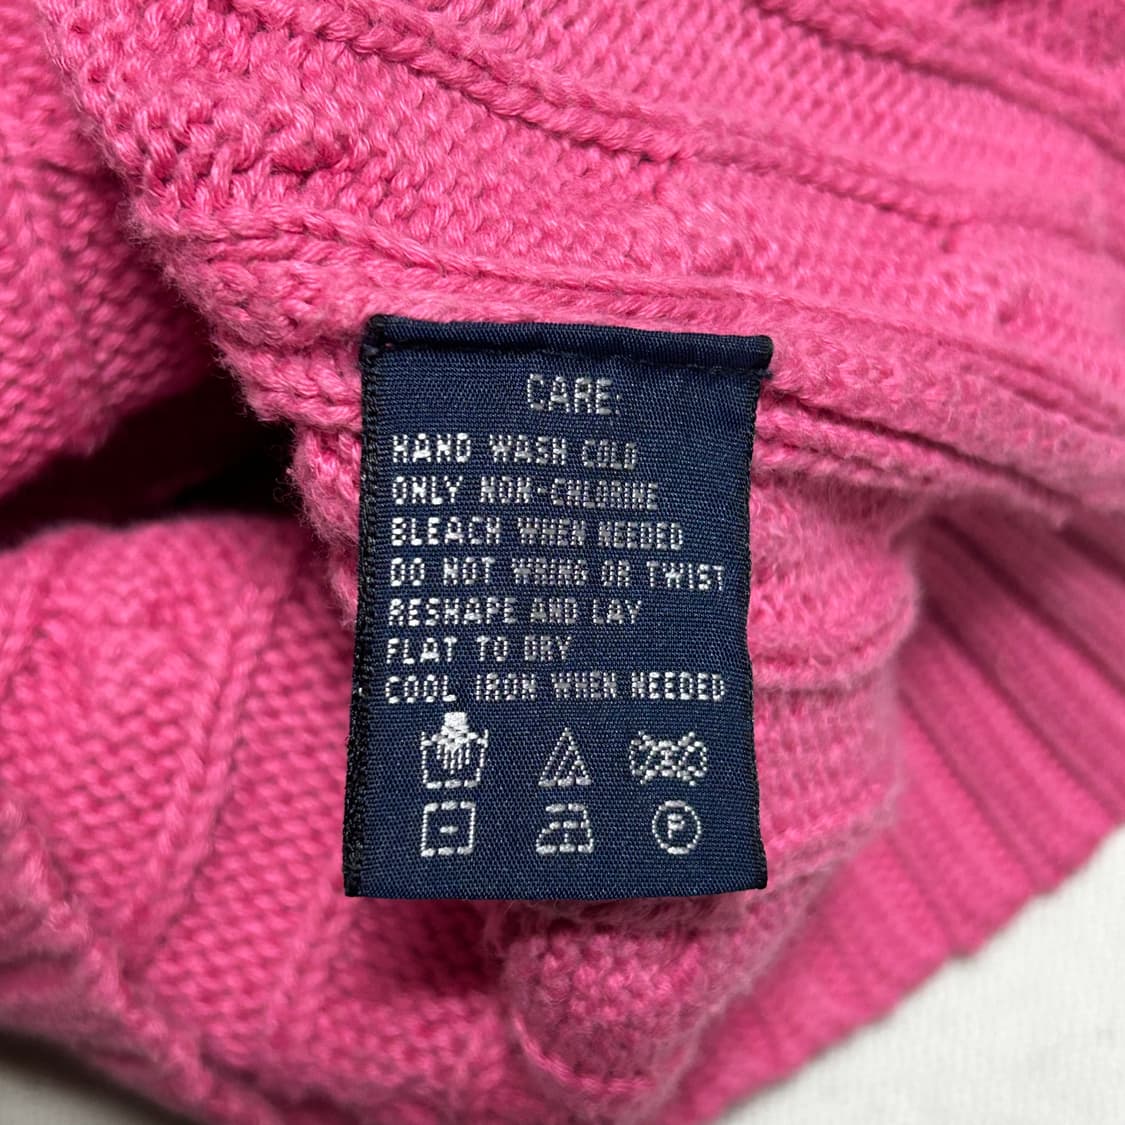 CARE:
HAND WASH COLD
ONLY NON-CHLORINE
BLEACH WHEN NEEDED
DO NOT WRING OR TWIST
RESHAPE AND LAY
FLAT TO DRY
COOL IRON WHEN NEEDED
P